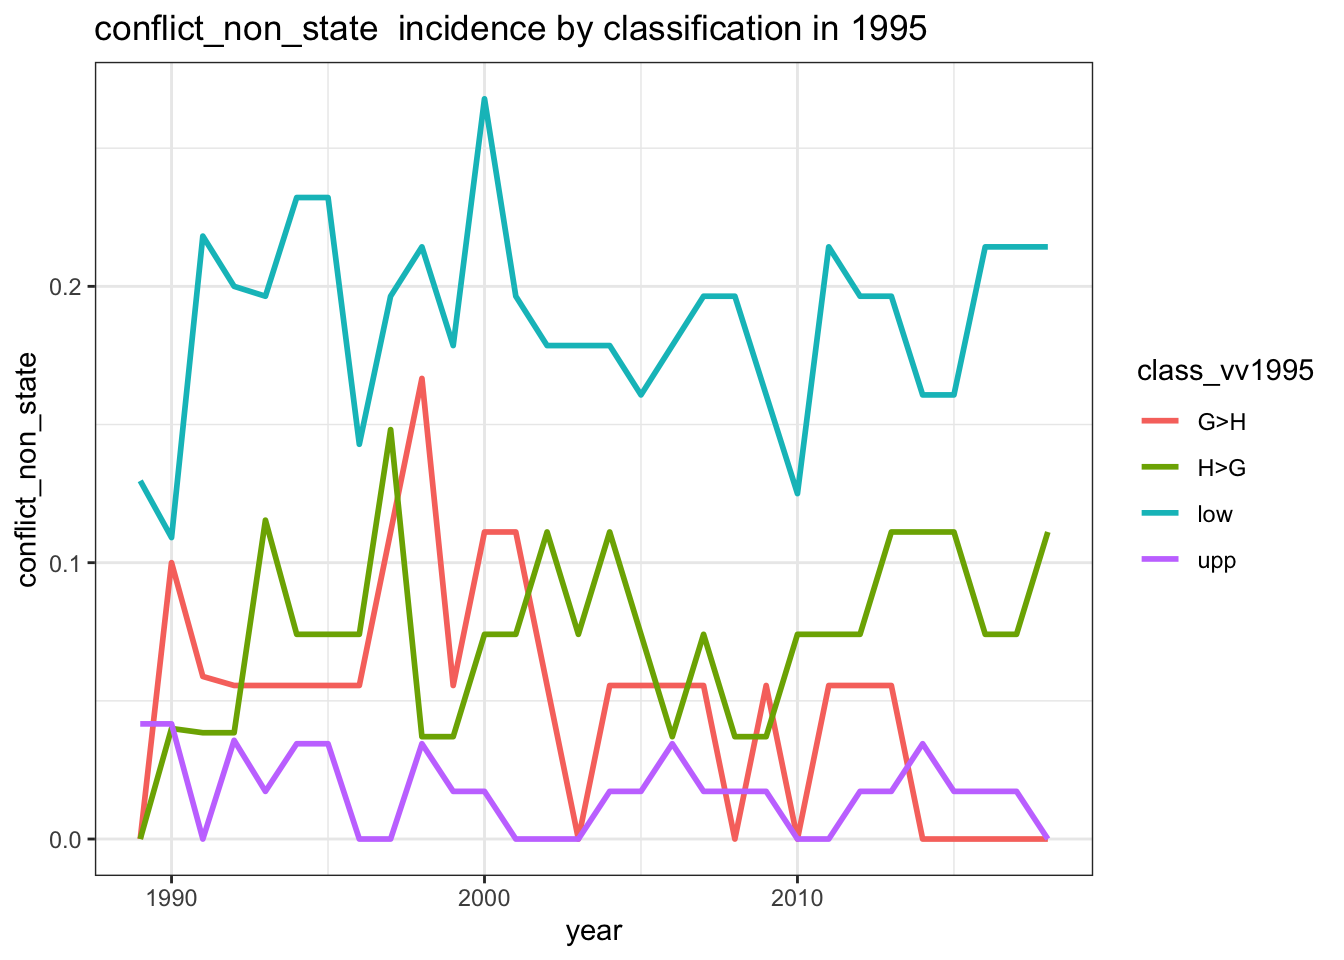 conflict_non_state  incidence by classification in 1995
conflict_non_state
0.2
0.1
0.0
1990
2000
2010
year
class_vv1995
G>H
H>G
low
upp